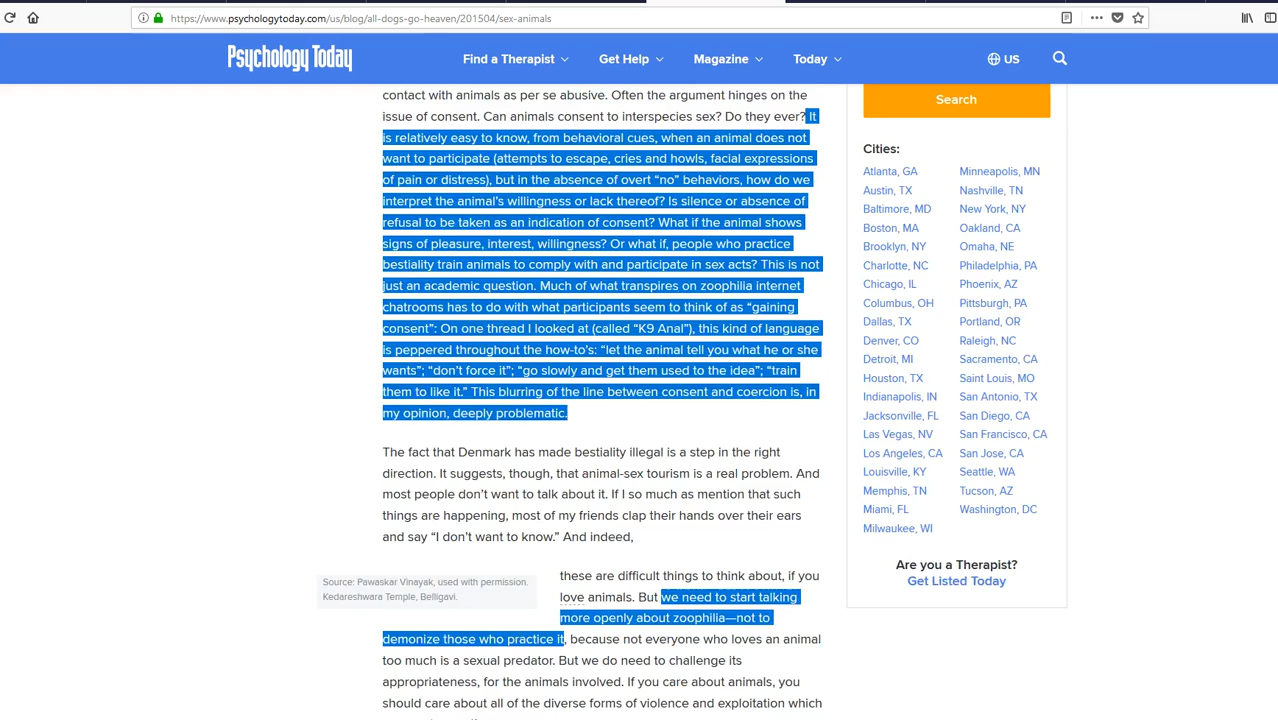 https://www.psychologytoday.com/us/blog/all-dogs-go-heaven/201504/sex-animals
Psychology Today
Find a Therapist
Get Help
Magazine
Today
US
contact with animals as per se abusive. Often the argument hinges on the
issue of consent. Can animals consent to interspecies sex? Do they ever? It
is relatively easy to know, from behavioral cues, when an animal does not
want to participate (attempts to escape, cries and howls, facial expressions
of pain or distress), but in the absence of overt “no” behaviors, how do we
interpret the animal’s willingness or lack thereof? Is silence or absence of
refusal to be taken as an indication of consent? What if the animal shows
signs of pleasure, interest, willingness? Or what if, people who practice
bestiality train animals to comply with and participate in sex acts? This is not
just an academic question. Much of what transpires on zoophilia internet
chatrooms has to do with what participants seem to think of as “gaining
consent”: On one thread I looked at (called “K9 Anal”), this kind of language
is peppered throughout the how-to’s: “let the animal tell you what he or she
wants”; “don’t force it”; “go slowly and get them used to the idea”; “train
them to like it.” This blurring of the line between consent and coercion is, in
my opinion, deeply problematic.
The fact that Denmark has made bestiality illegal is a step in the right
direction. It suggests, though, that animal-sex tourism is a real problem. And
most people don’t want to talk about it. If I so much as mention that such
things are happening, most of my friends clap their hands over their ears
and say “I don’t want to know.” And indeed,
Source: Pawaskar Vinayak, used with permission.
Kedareshwara Temple, Belligavi.
these are difficult things to think about, if you
love animals. But we need to start talking
more openly about zoophilia—not to
demonize those who practice it, because not everyone who loves an animal
too much is a sexual predator. But we do need to challenge its
appropriateness, for the animals involved. If you care about animals, you
should care about all of the diverse forms of violence and exploitation which
Search
Cities:
Atlanta, GA
Austin, TX
Baltimore, MD
Boston, MA
Brooklyn, NY
Charlotte, NC
Chicago, IL
Columbus, OH
Dallas, TX
Denver, CO
Detroit, MI
Houston, TX
Indianapolis, IN
Jacksonville, FL
Las Vegas, NV
Los Angeles, CA
Louisville, KY
Memphis, TN
Miami, FL
Milwaukee, WI
Minneapolis, MN
Nashville, TN
New York, NY
Oakland, CA
Omaha, NE
Philadelphia, PA
Phoenix, AZ
Pittsburgh, PA
Portland, OR
Raleigh, NC
Sacramento, CA
Saint Louis, MO
San Antonio, TX
San Diego, CA
San Francisco, CA
San Jose, CA
Seattle, WA
Tucson, AZ
Washington, DC
Are you a Therapist?
Get Listed Today